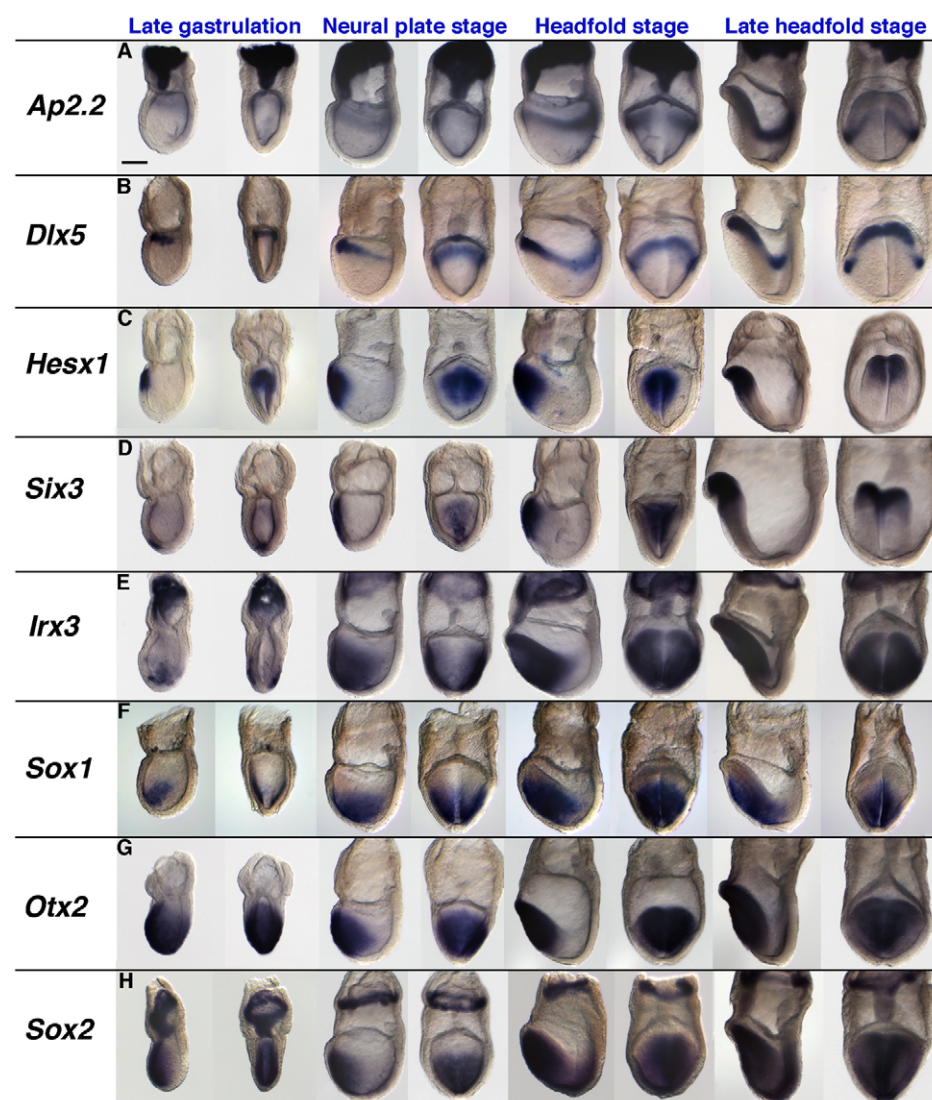 Late gastrulation Neural plate stage Headfold stage Late headfold stage
A
Ap2.2
B
Dlx5
C
Hesx1
D
Six3
E
Irx3
F
Sox1
G
Otx2
H
Sox2